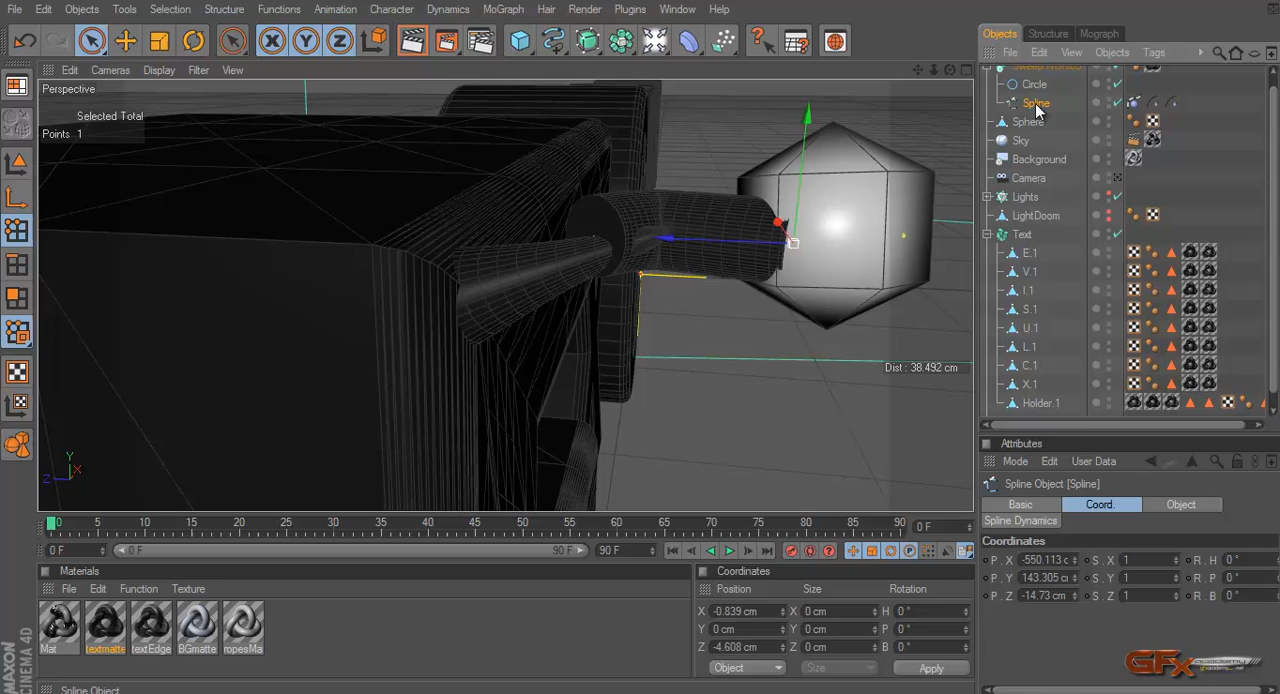 File Edit Objects Tools Selection Structure Functions Animation Character Dynamics MoGraph Hair Render Plugins Window Help
Objects Structure Mograph
File Edit View Objects Tags
Edit Cameras Display Filter View
Perspective
Selected Total
Points 1
Dist : 38.492 cm
Sweep NURBS
Circle
Spline
Sphere
Sky
Background
Camera
Lights
LightDoom
Text
E.1
V.1
I.1
S.1
U.1
L.1
C.1
X.1
Holder.1
Attributes
Mode Edit User Data
Spline Object [Spline]
Basic Coord. Object
Spline Dynamics
Coordinates
P . X -550.113 c S . X 1 R . H 0 °
P . Y 143.305 c S . Y 1 R . P 0 °
P . Z -14.73 cm S . Z 1 R . B 0 °
0 5 10 15 20 25 30 35 40 45 50 55 60 65 70 75 80 85 90 0 F
0 F 0 F 90 F 90 F
Materials
File Edit Function Texture
Mat textmatte textEdge BGmatte ropesMa
Coordinates
Position Size Rotation
X -0.839 cm X 0 cm H 0 °
Y 0 cm Y 0 cm P 0 °
Z -4.608 cm Z 0 cm B 0 °
Object Size Apply
MAXON
CINEMA 4D
Spline Object
GFx academy